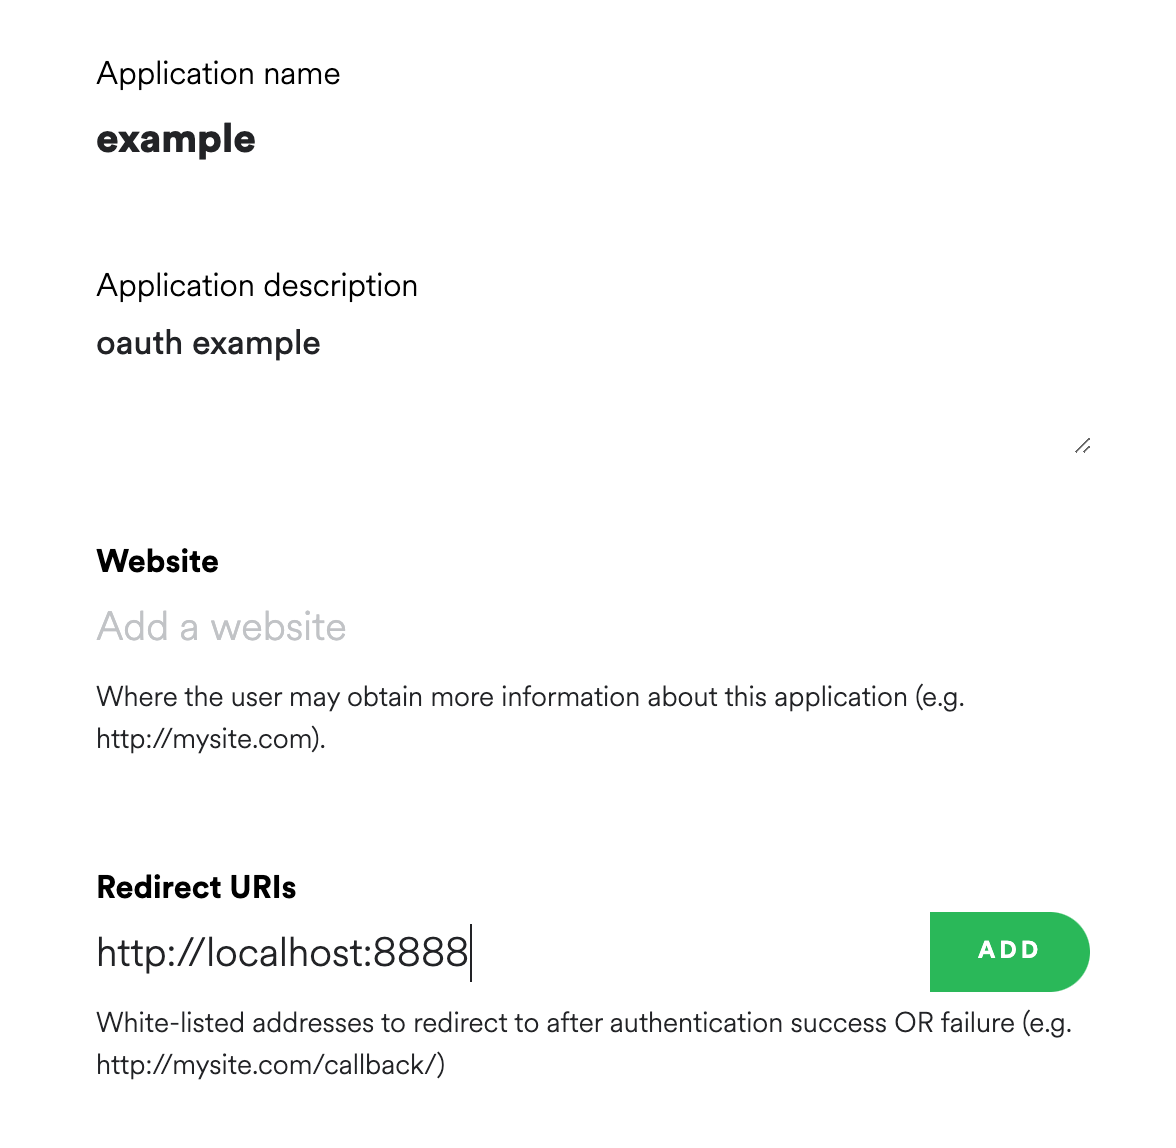 Application name
example
Application description
oauth example
Website
Add a website
Where the user may obtain more information about this application (e.g.
http://mysite.com).
Redirect URIs
http://localhost:8888
ADD
White-listed addresses to redirect to after authentication success OR failure (e.g.
http://mysite.com/callback/)